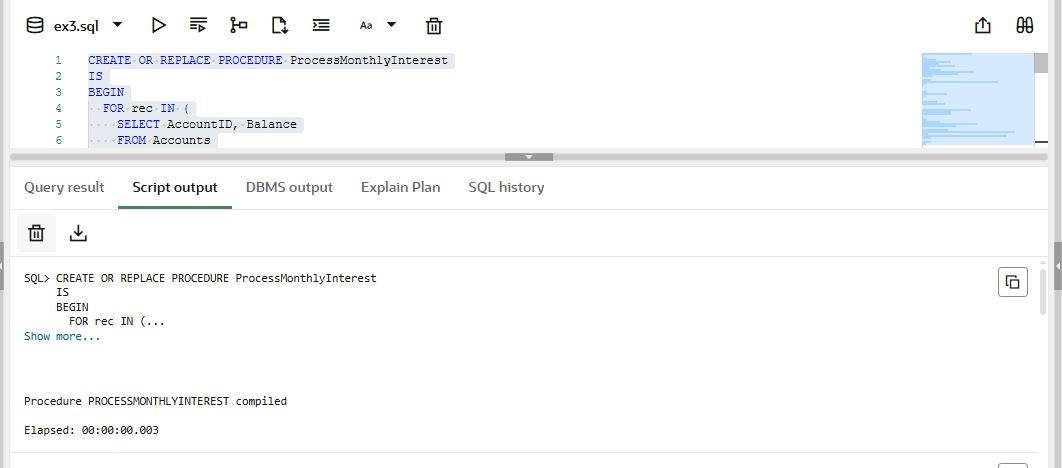 ex3.sql
Aa
1 CREATE OR REPLACE PROCEDURE ProcessMonthlyInterest
2 IS
3 BEGIN
4 FOR rec IN (
5 SELECT AccountID, Balance
6 FROM Accounts
Query result Script output DBMS output Explain Plan SQL history
SQL> CREATE OR REPLACE PROCEDURE ProcessMonthlyInterest
IS
BEGIN
FOR rec IN (...
Show more...
Procedure PROCESSMONTHLYINTEREST compiled
Elapsed: 00:00:00.003